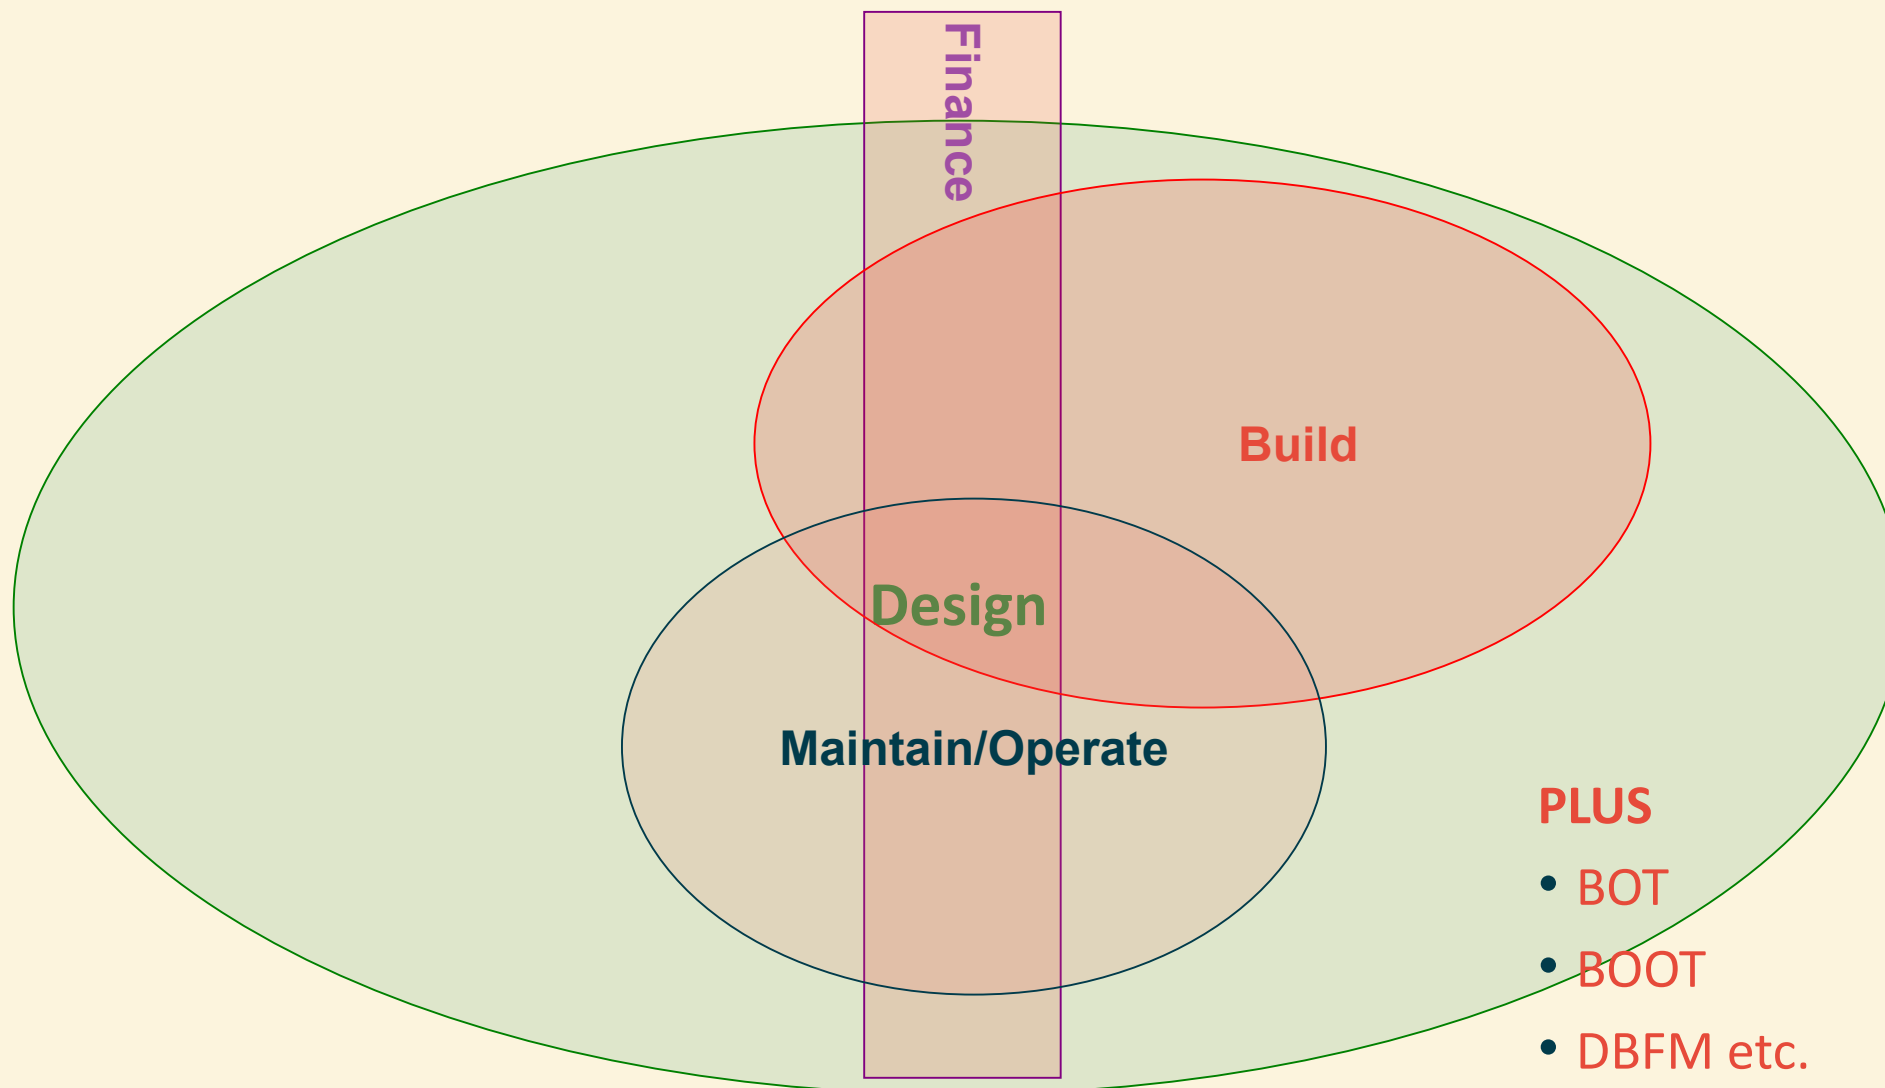 Finance
Build
Design
Maintain/Operate
PLUS
• BOT
• BOOT
• DBFM etc.